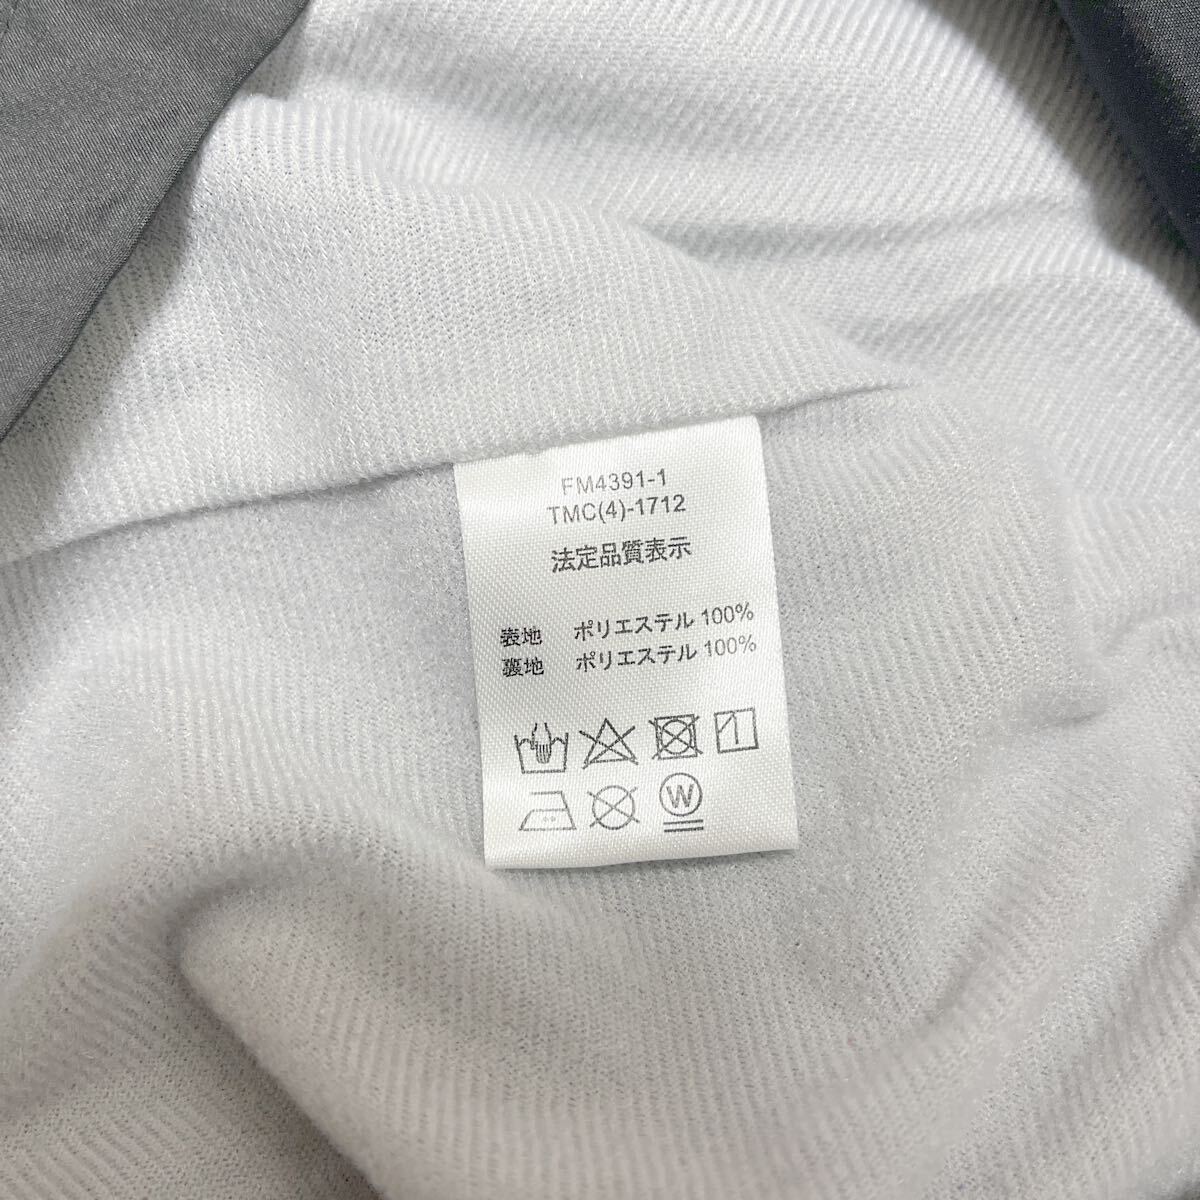 FM4391-1
TMC(4)-1712
法定品質表示
表地 ポリエステル 100%
裏地 ポリエステル 100%
W